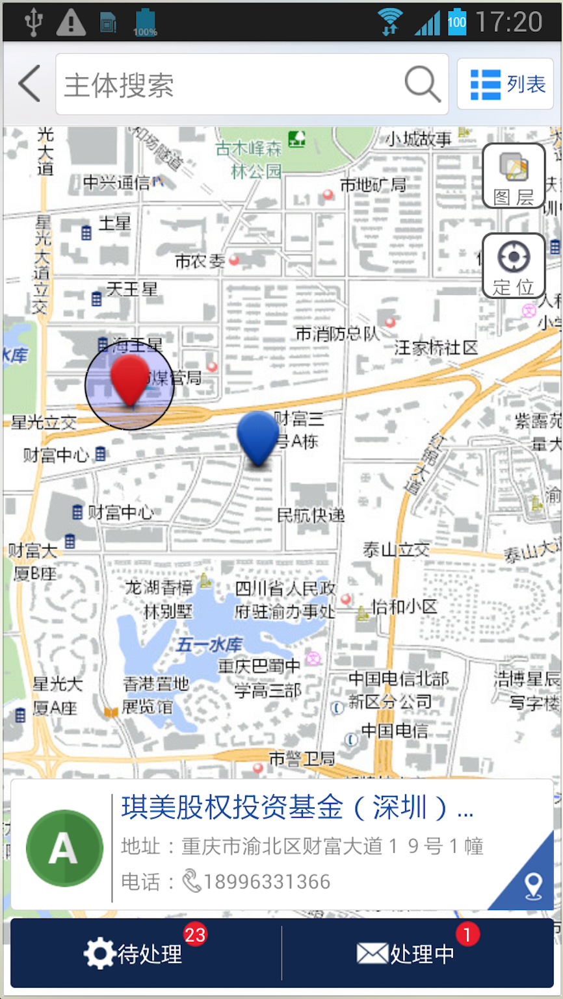 100%
100
17:20
主体搜索
列表
光大道
和场隧道
古木峰森
林公园
小城故事
中兴通信
市地矿局
L1
图层
土星
星光大道立交
市农委
定位
天王星
人和
小学
市消防总队
汪家桥社区
海王星
水库
煤管局
星光立交
财富三
号A栋
紫露苑
量大
财富中心
红锦大道
财富中心
民航快递
渝
财富大
厦B座
泰山立交
泰山大道
龙湖香樟
林别墅
四川省人民政
府驻渝办事处
怡和小区
五一水库
重庆巴蜀中
学高三部
星光大
厦A座
香港置地
展览馆
中国电信北部
新区分公司
浩博星辰
写字楼
中国电信
市警卫局
琪美股权投资基金（深圳）...
A
地址：重庆市渝北区财富大道19号1幢
电话：18996331366
待处理
23
处理中
1